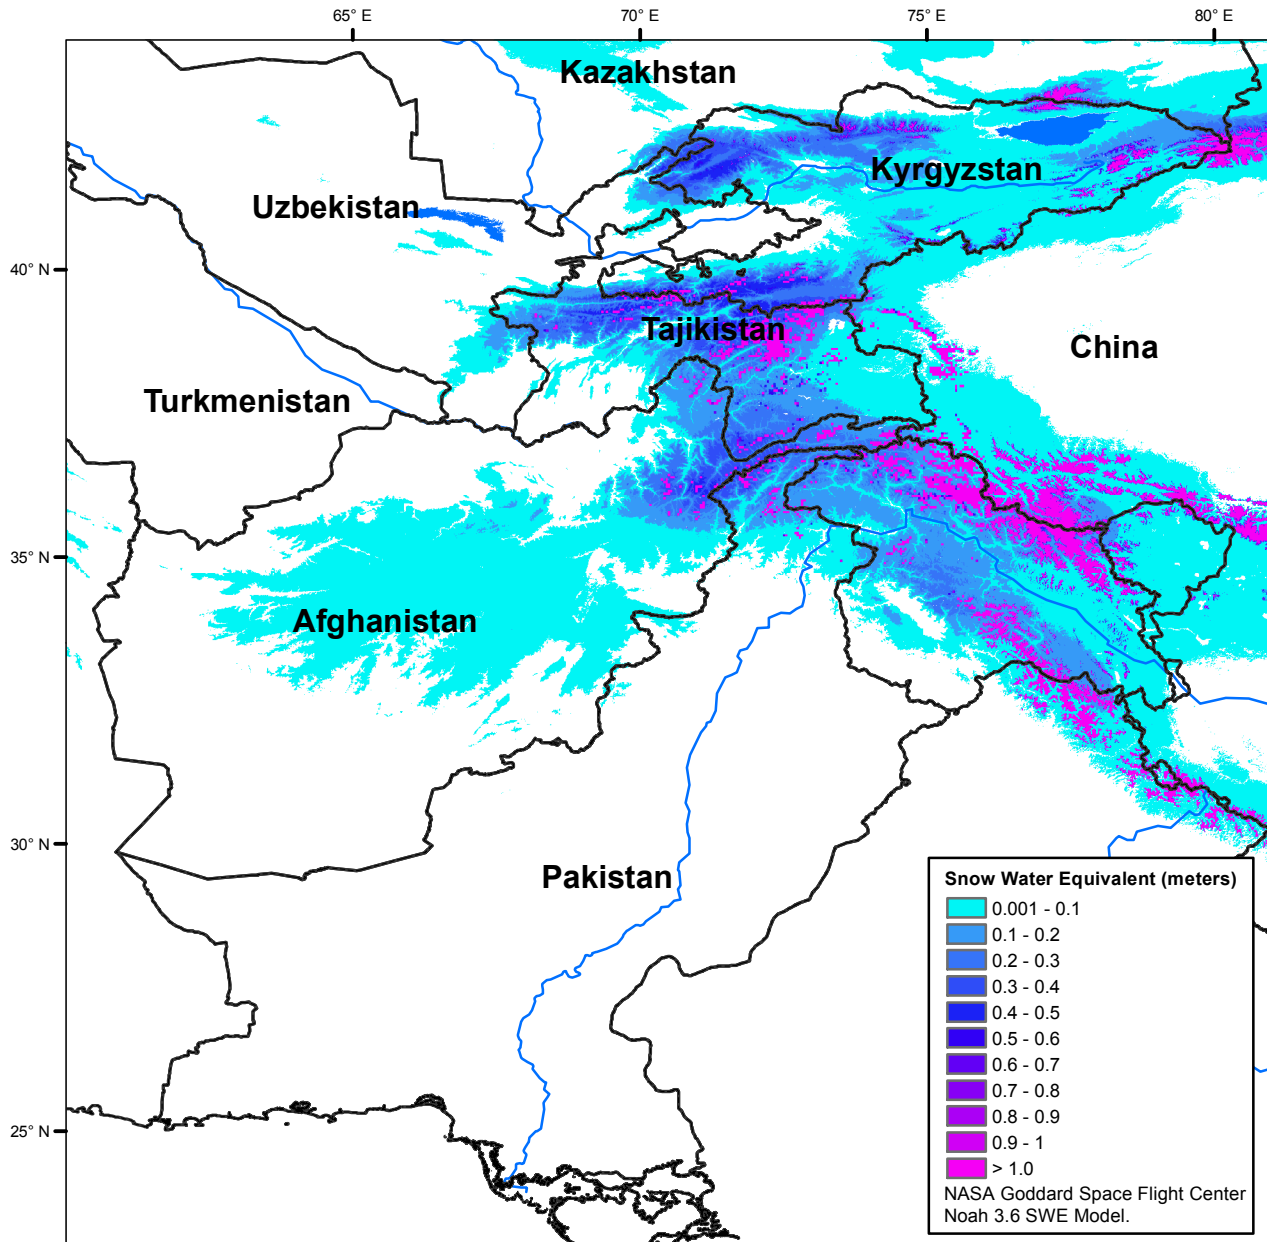 65° E
70° E
75° E
80° E
Kazakhstan
Kyrgyzstan
Uzbekistan
40° N
Tajikistan
China
Turkmenistan
35° N
Afghanistan
30° N
Pakistan
25° N
Snow Water Equivalent (meters)
0.001 - 0.1
0.1 - 0.2
0.2 - 0.3
0.3 - 0.4
0.4 - 0.5
0.5 - 0.6
0.6 - 0.7
0.7 - 0.8
0.8 - 0.9
0.9 - 1
> 1.0
NASA Goddard Space Flight Center
Noah 3.6 SWE Model.